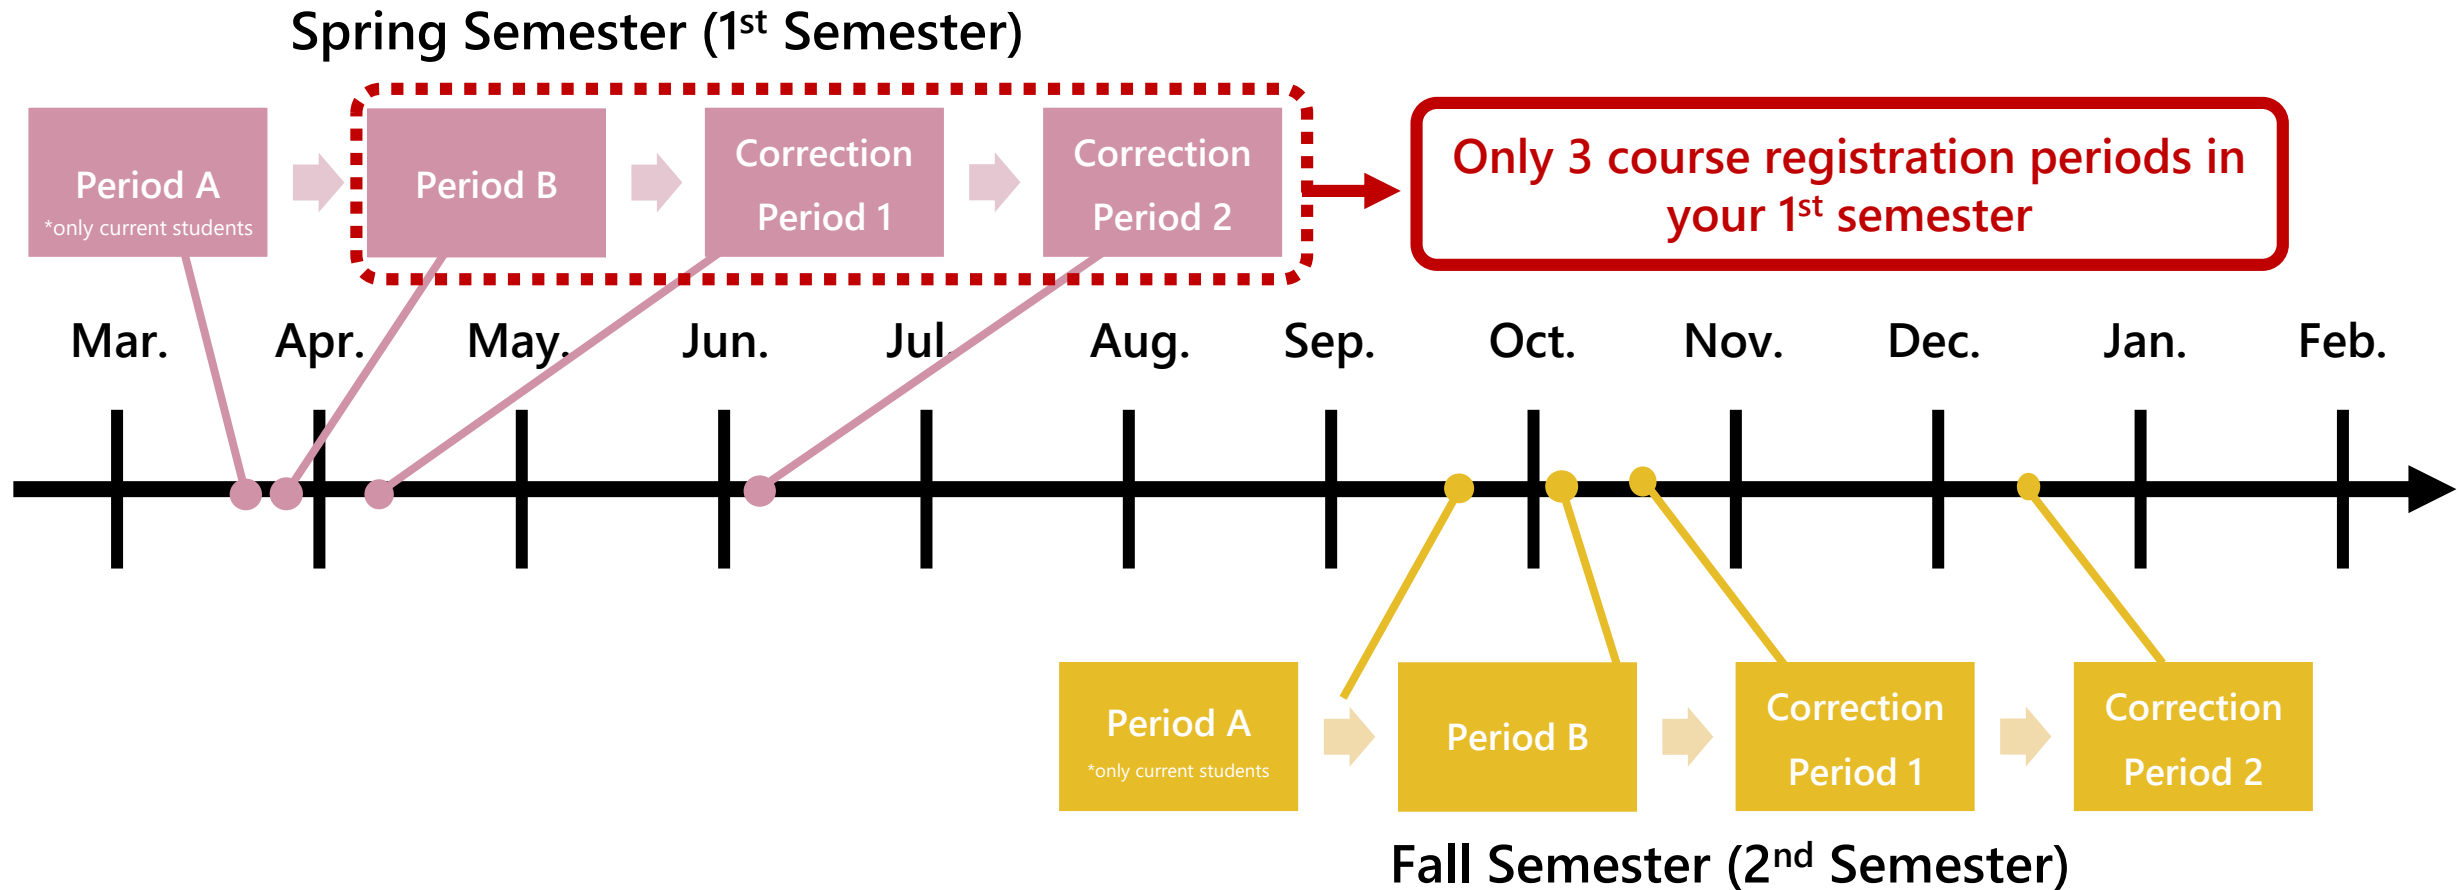 Spring Semester (1st Semester)
Period A
*only current students
Period B
Correction
Period 1
Correction
Period 2
Only 3 course registration periods in
your 1st semester
Mar. Apr. May. Jun. Jul. Aug. Sep. Oct. Nov. Dec. Jan. Feb.
Period A
*only current students
Period B
Correction
Period 1
Correction
Period 2
Fall Semester (2nd Semester)